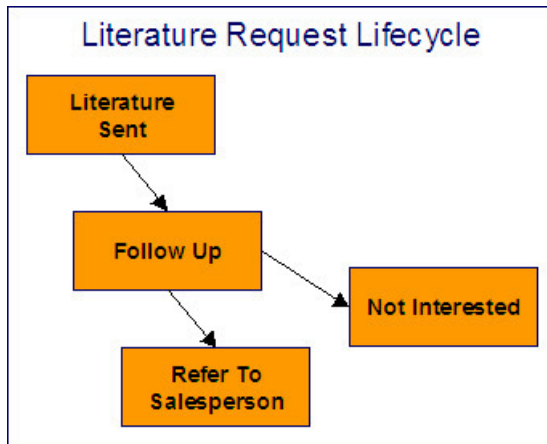 Literature Request Lifecycle
Literature
Sent
Follow Up
Not Interested
Refer To
Salesperson